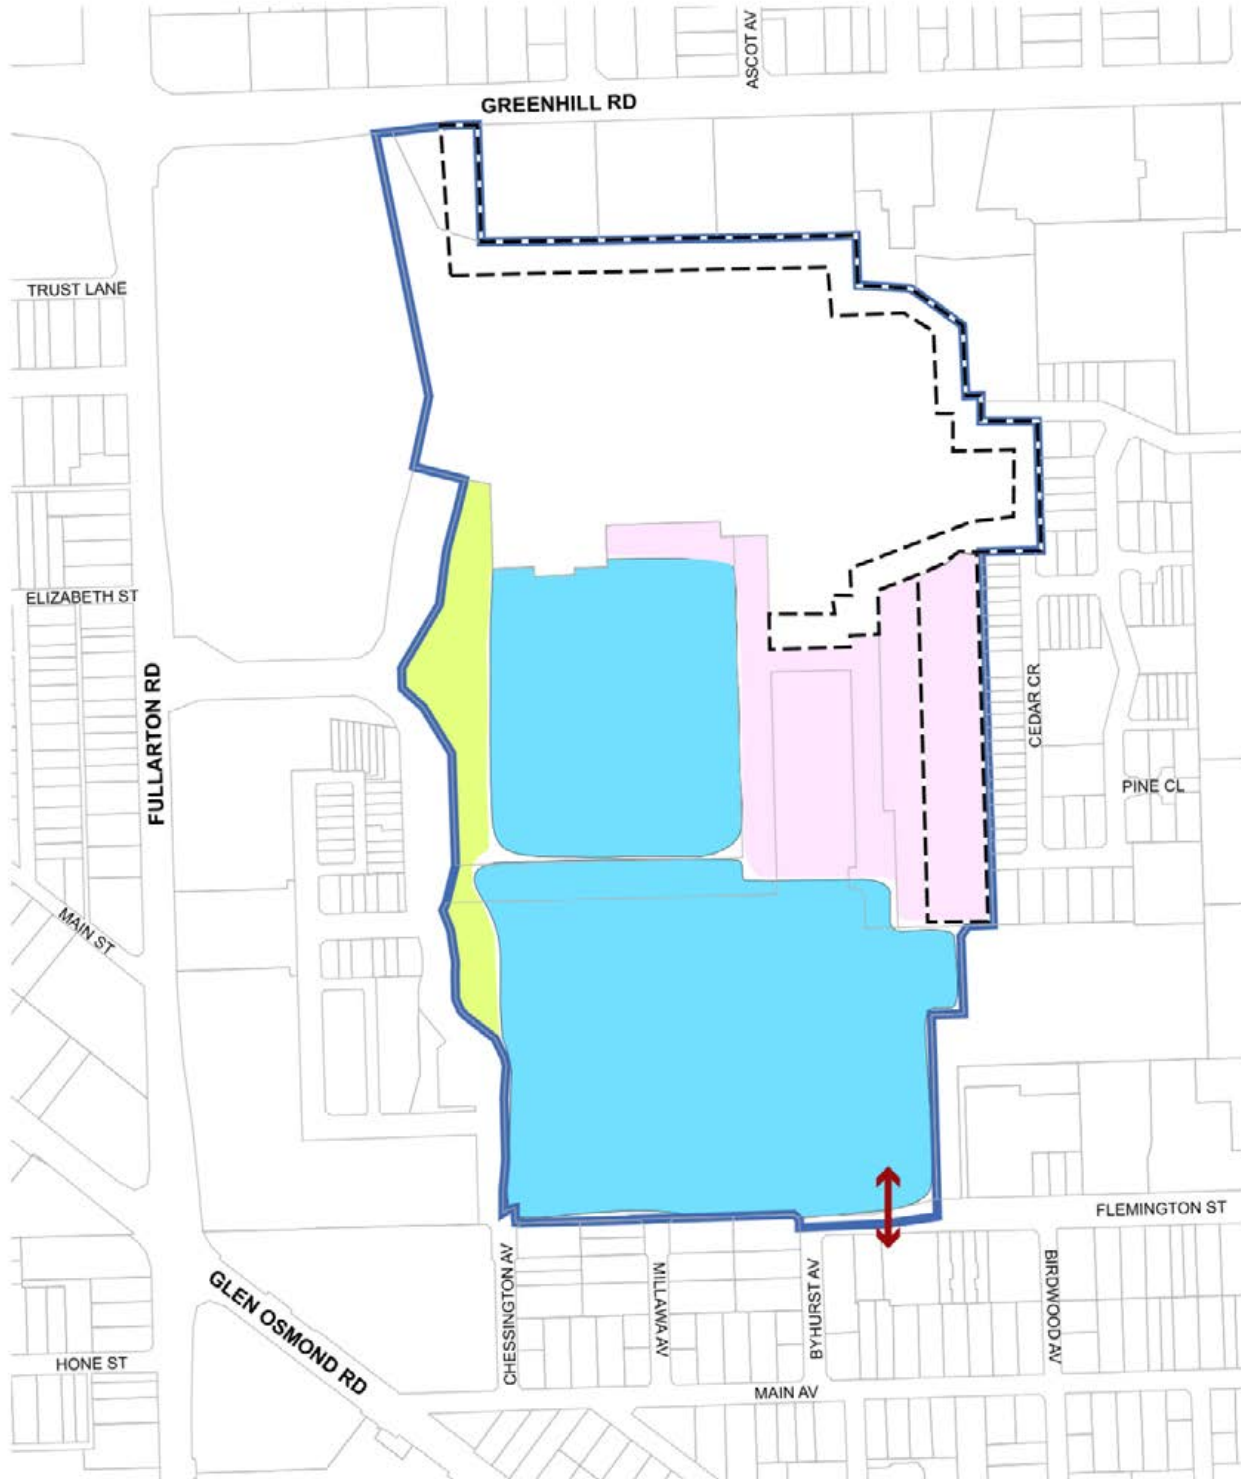 ASCOT AV
GREENHILL RD
TRUST LANE
ELIZABETH ST
FULLARTON RD
CEDAR CR
PINE CL
MAIN ST
FLEMINGTON ST
CHESSINGTON AV
MILLAWA AV
BYHURST AV
BIRDWOOD AV
GLEN OSMOND RD
HONE ST
MAIN AV